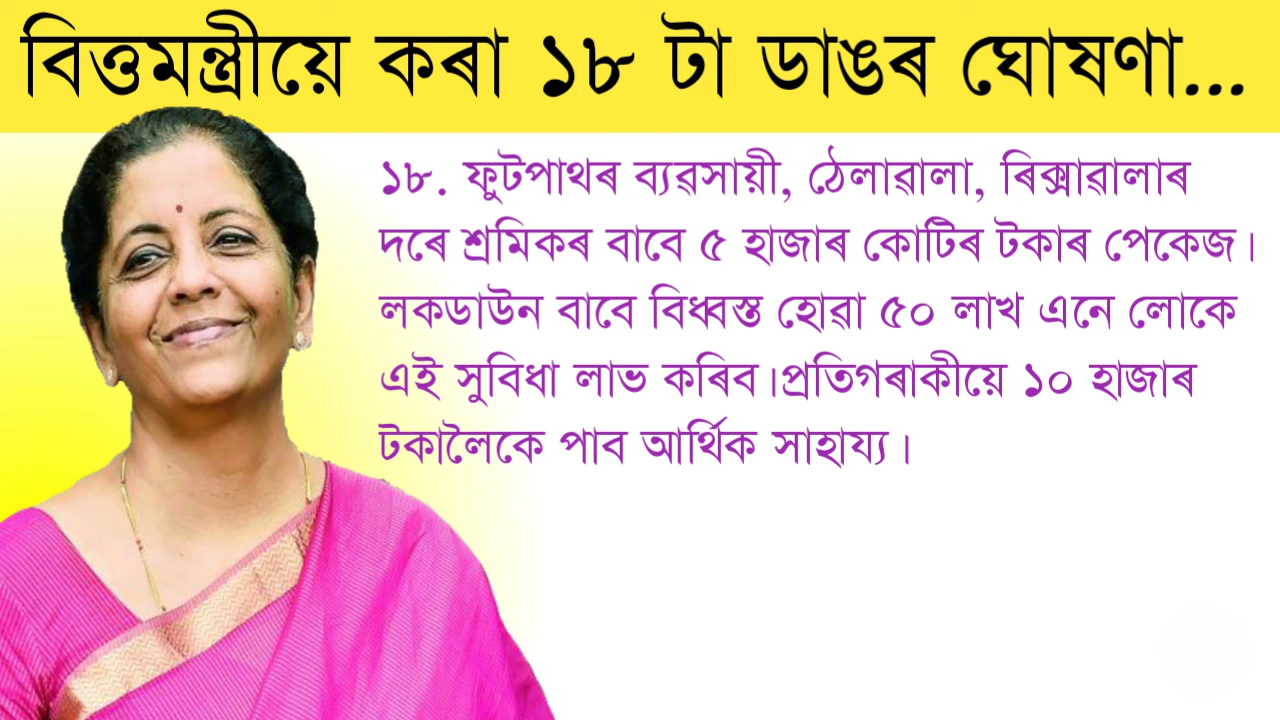 বিত্তমন্ত্ৰীয়ে কৰা ১৮ টা ডাঙৰ ঘোষণা...
১৮. ফুটপাথৰ ব্যৱসায়ী, ঠেলাৱালা, ৰিক্সাৱালাৰ
দৰে শ্ৰমিকৰ বাবে ৫ হাজাৰ কোটিৰ টকাৰ পেকেজ।
লকডাউন বাবে বিধ্বস্ত হোৱা ৫০ লাখ এনে লোকে
এই সুবিধা লাভ কৰিব।প্ৰতিগৰাকীয়ে ১০ হাজাৰ
টকালৈকে পাব আৰ্থিক সাহায্য।